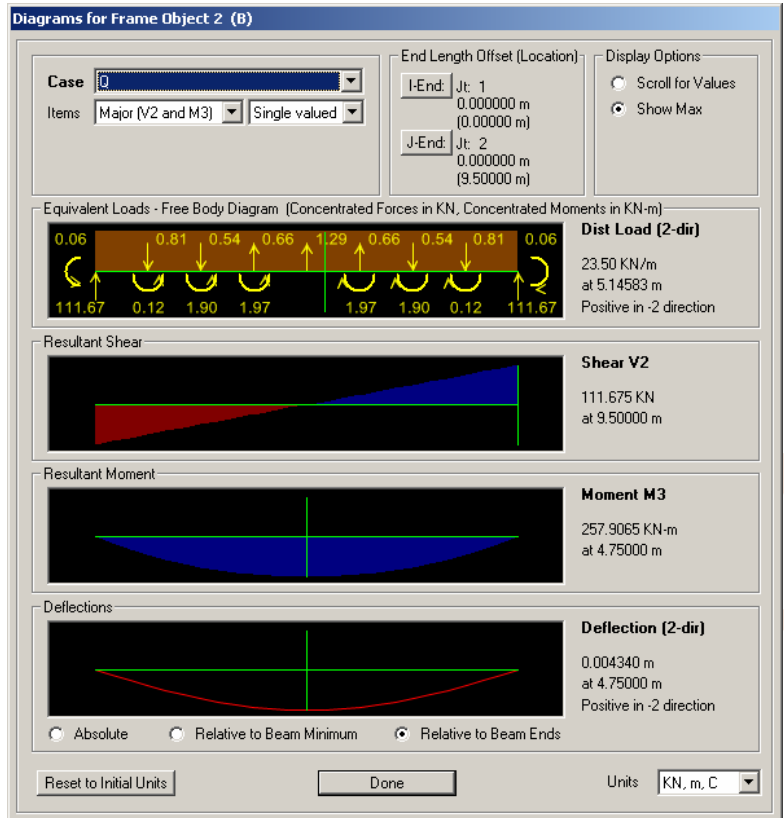 Diagrams for Frame Object 2 (B)
End Length Offset (Location)
Display Options
Case Q
Items Major (V2 and M3) Single valued
I-End: Jt: 1
0.000000 m
(0.00000 m)
J-End: Jt: 2
0.000000 m
(9.50000 m)
Scroll for Values
Show Max
Equivalent Loads - Free Body Diagram (Concentrated Forces in KN, Concentrated Moments in KN-m)
0.06 0.81 0.54 0.66 1.29 0.66 0.54 0.81 0.06
111.67 0.12 1.90 1.97 1.97 1.90 0.12 111.67
Dist Load (2-dir)
23.50 KN/m
at 5.14583 m
Positive in -2 direction
Resultant Shear
Shear V2
111.675 KN
at 9.50000 m
Resultant Moment
Moment M3
257.9065 KN-m
at 4.75000 m
Deflections
Deflection (2-dir)
0.004340 m
at 4.75000 m
Positive in -2 direction
Absolute Relative to Beam Minimum Relative to Beam Ends
Reset to Initial Units Done Units KN, m, C